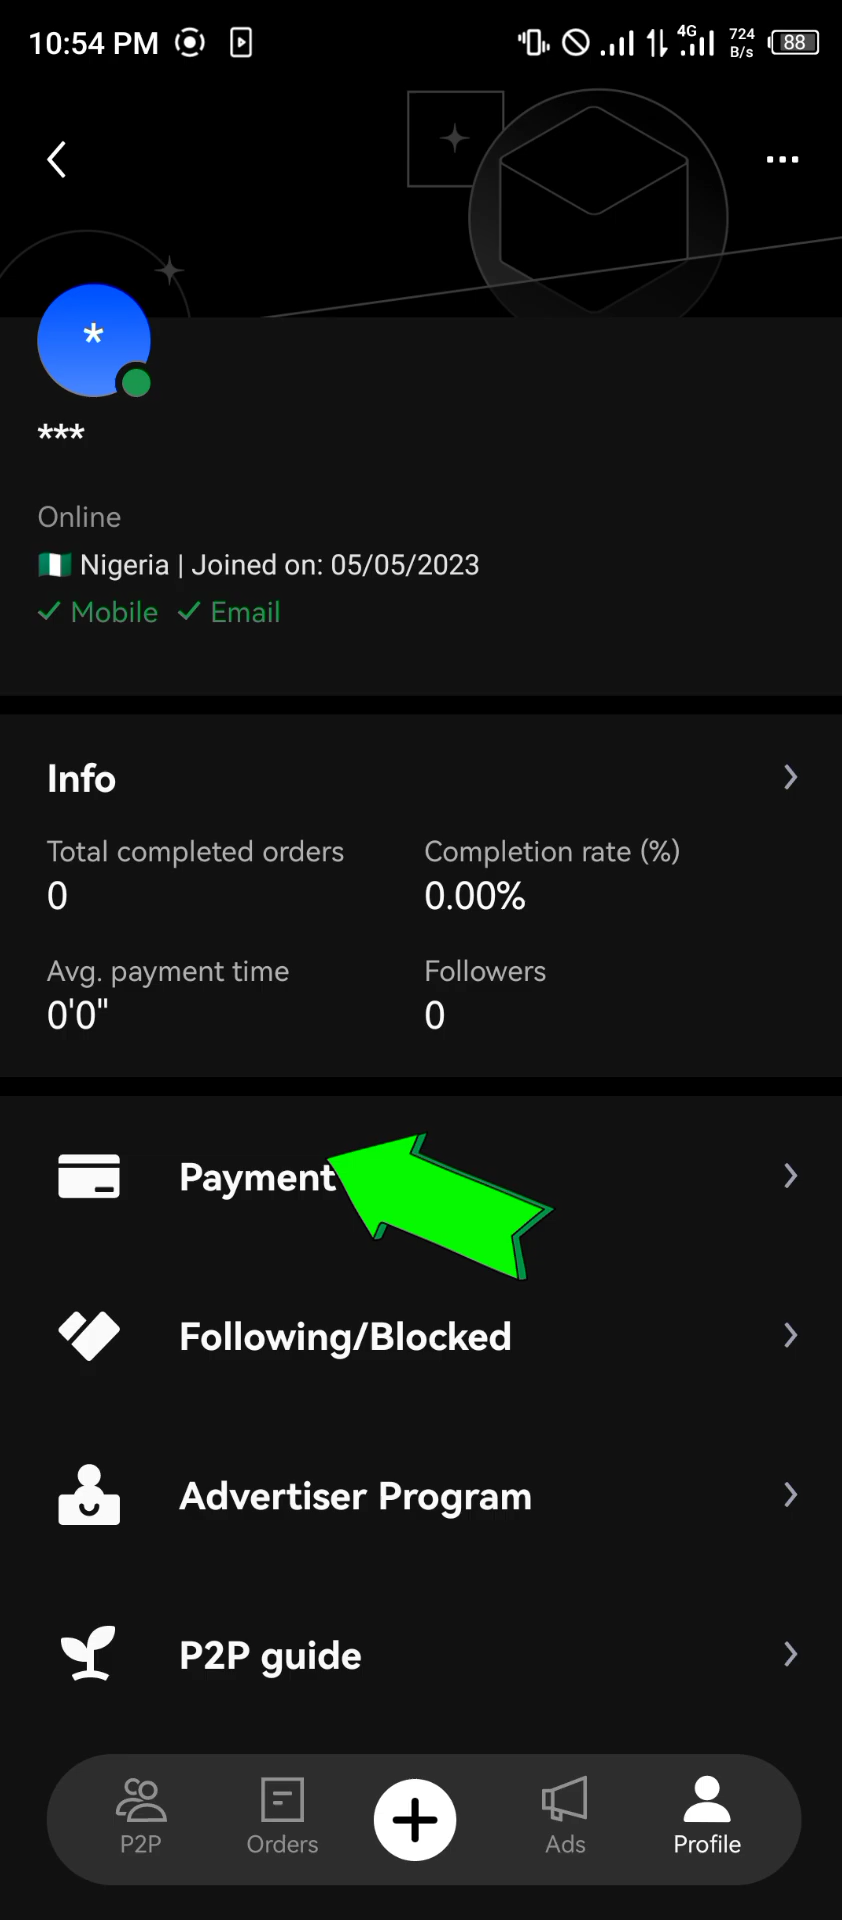 10:54 PM 4G 724 B/s 88
*
***
Online
Nigeria | Joined on: 05/05/2023
Mobile Email
Info
Total completed orders Completion rate (%)
0 0.00%
Avg. payment time Followers
0'0" 0
Payment
Following/Blocked
Advertiser Program
P2P guide
P2P Orders Ads Profile